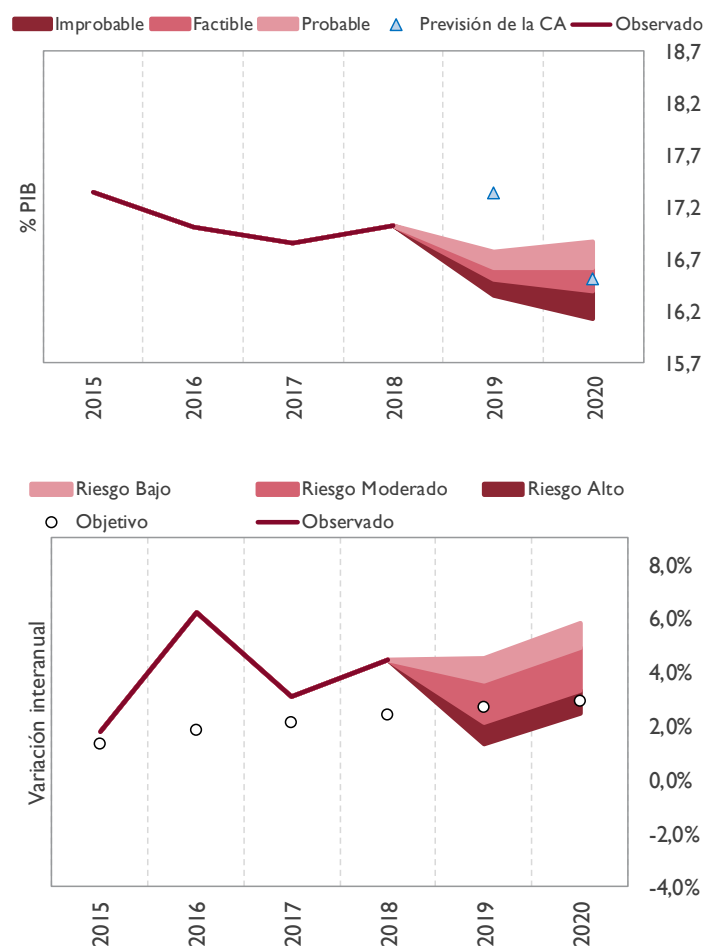 Improbable Factible Probable Previsión de la CA Observado
18,7
18,2
17,7
17,2
16,7
16,2
15,7
% PIB
2015 2016 2017 2018 2019 2020
Riesgo Bajo Riesgo Moderado Riesgo Alto
Objetivo Observado
8,0%
6,0%
4,0%
2,0%
0,0%
-2,0%
-4,0%
Variación interanual
2015 2016 2017 2018 2019 2020